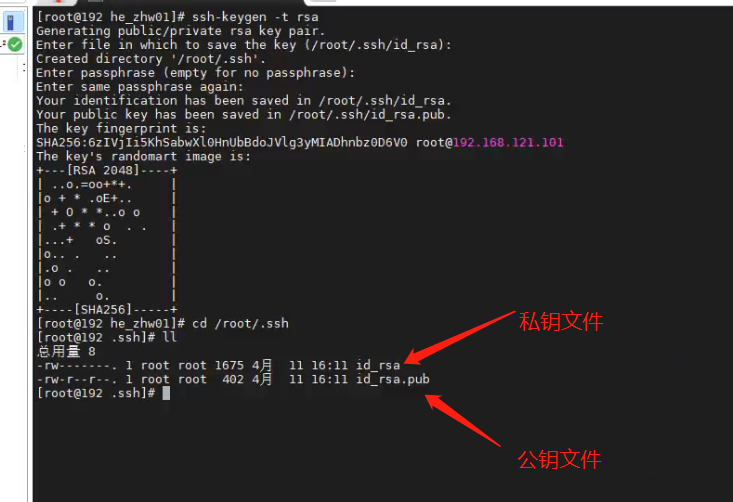 [root@192 he_zhw01]# ssh-keygen -t rsa
Generating public/private rsa key pair.
Enter file in which to save the key (/root/.ssh/id_rsa):
Created directory '/root/.ssh'.
Enter passphrase (empty for no passphrase):
Enter same passphrase again:
Your identification has been saved in /root/.ssh/id_rsa.
Your public key has been saved in /root/.ssh/id_rsa.pub.
The key fingerprint is:
SHA256:6zIVjIi5KhSabwXl0HnUbBdoJVlg3yMIADhnbz0D6V0 root@192.168.121.101
The key's randomart image is:
+---[RSA 2048]----+
| ..o.=oo+*+.     |
|o + * .oE+..     |
| + O * *..o o    |
| .+ * * o  . .   |
|...+   oS.       |
|o.. .   ..       |
|.o .   ..        |
|o o   o.         |
|..     o.        |
+----[SHA256]-----+
[root@192 he_zhw01]# cd /root/.ssh
[root@192 .ssh]# ll
总用量 8
-rw-------. 1 root root 1675 4月  11 16:11 id_rsa
-rw-r--r--. 1 root root  402 4月  11 16:11 id_rsa.pub
[root@192 .ssh]#
私钥文件
公钥文件